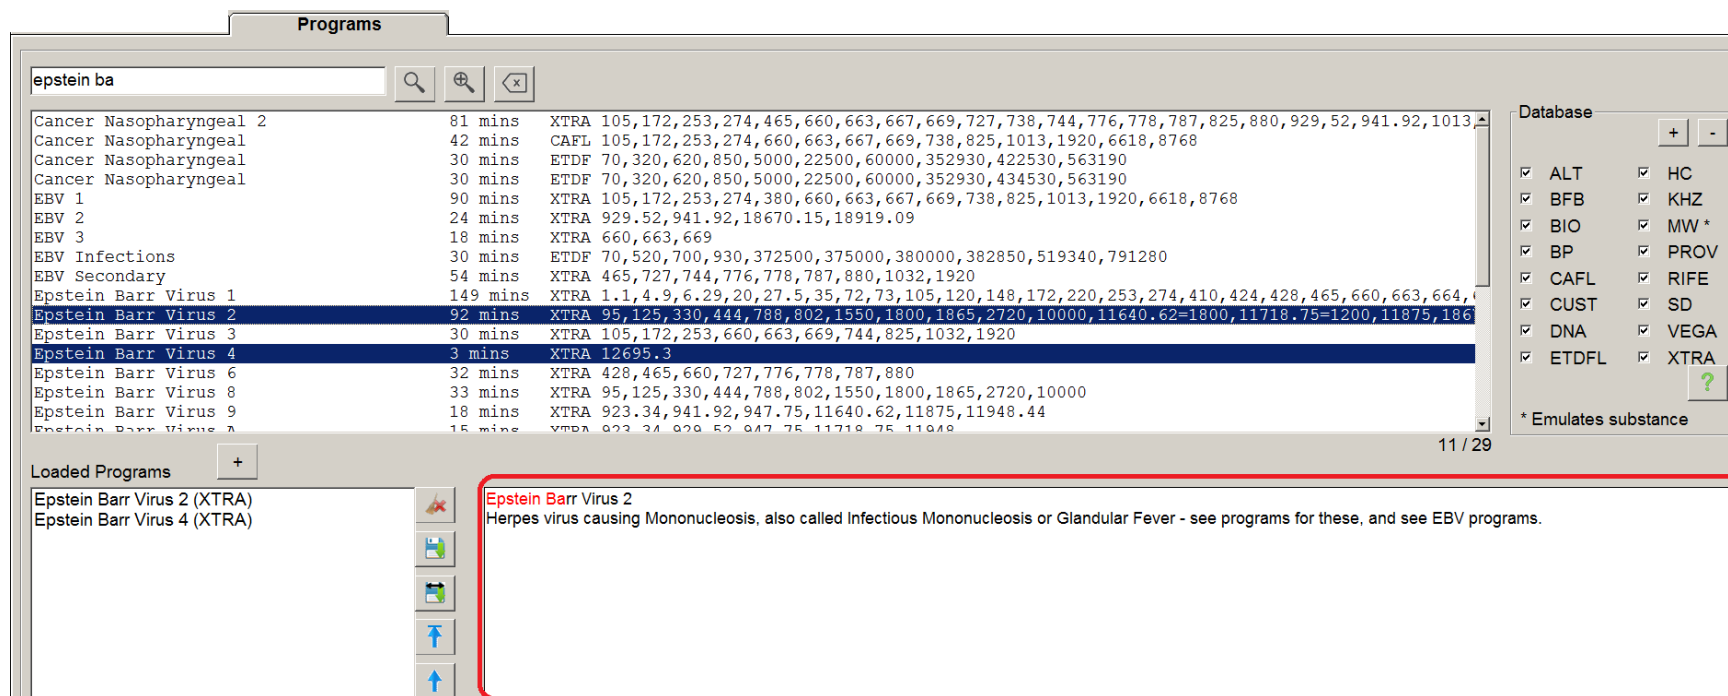 Programs
epstein ba
Cancer Nasopharyngeal 2 81 mins XTRA 105,172,253,274,465,660,663,667,669,727,738,744,776,778,787,825,880,929,52,941.92,1013,
Cancer Nasopharyngeal 42 mins CAFL 105,172,253,274,660,663,667,669,738,825,1013,1920,6618,8768
Cancer Nasopharyngeal 30 mins ETDF 70,320,620,850,5000,22500,60000,352930,422530,563190
Cancer Nasopharyngeal 30 mins ETDF 70,320,620,850,5000,22500,60000,352930,434530,563190
EBV 1 90 mins XTRA 105,172,253,274,380,660,663,667,669,738,825,1013,1920,6618,8768
EBV 2 24 mins XTRA 929.52,941.92,18670.15,18919.09
EBV 3 18 mins XTRA 660,663,669
EBV Infections 30 mins ETDF 70,520,700,930,372500,375000,380000,382850,519340,791280
EBV Secondary 54 mins XTRA 465,727,744,776,778,787,880,1032,1920
Epstein Barr Virus 1 149 mins XTRA 1.1,4.9,6.29,20,27.5,35,72,73,105,120,148,172,220,253,274,410,424,428,465,660,663,664,
Epstein Barr Virus 2 92 mins XTRA 95,125,330,444,788,802,1550,1800,1865,2720,10000,11640.62=1800,11718.75=1200,11875,186
Epstein Barr Virus 3 30 mins XTRA 105,172,253,660,663,669,744,825,1032,1920
Epstein Barr Virus 4 3 mins XTRA 12695.3
Epstein Barr Virus 6 32 mins XTRA 428,465,660,727,776,778,787,880
Epstein Barr Virus 8 33 mins XTRA 95,125,330,444,788,802,1550,1800,1865,2720,10000
Epstein Barr Virus 9 18 mins XTRA 923.34,941.92,947.75,11640.62,11875,11948.44
Epstein Barr Virus A 15 mins XTRA 923.34,929.52,947.75,11718.75,11948
11 / 29
Database
+ -
ALT HC
BFB KHZ
BIO MW *
BP PROV
CAFL RIFE
CUST SD
DNA VEGA
ETDFL XTRA
?
* Emulates substance
Loaded Programs +
Epstein Barr Virus 2 (XTRA)
Epstein Barr Virus 4 (XTRA)
Epstein Barr Virus 2
Herpes virus causing Mononucleosis, also called Infectious Mononucleosis or Glandular Fever - see programs for these, and see EBV programs.